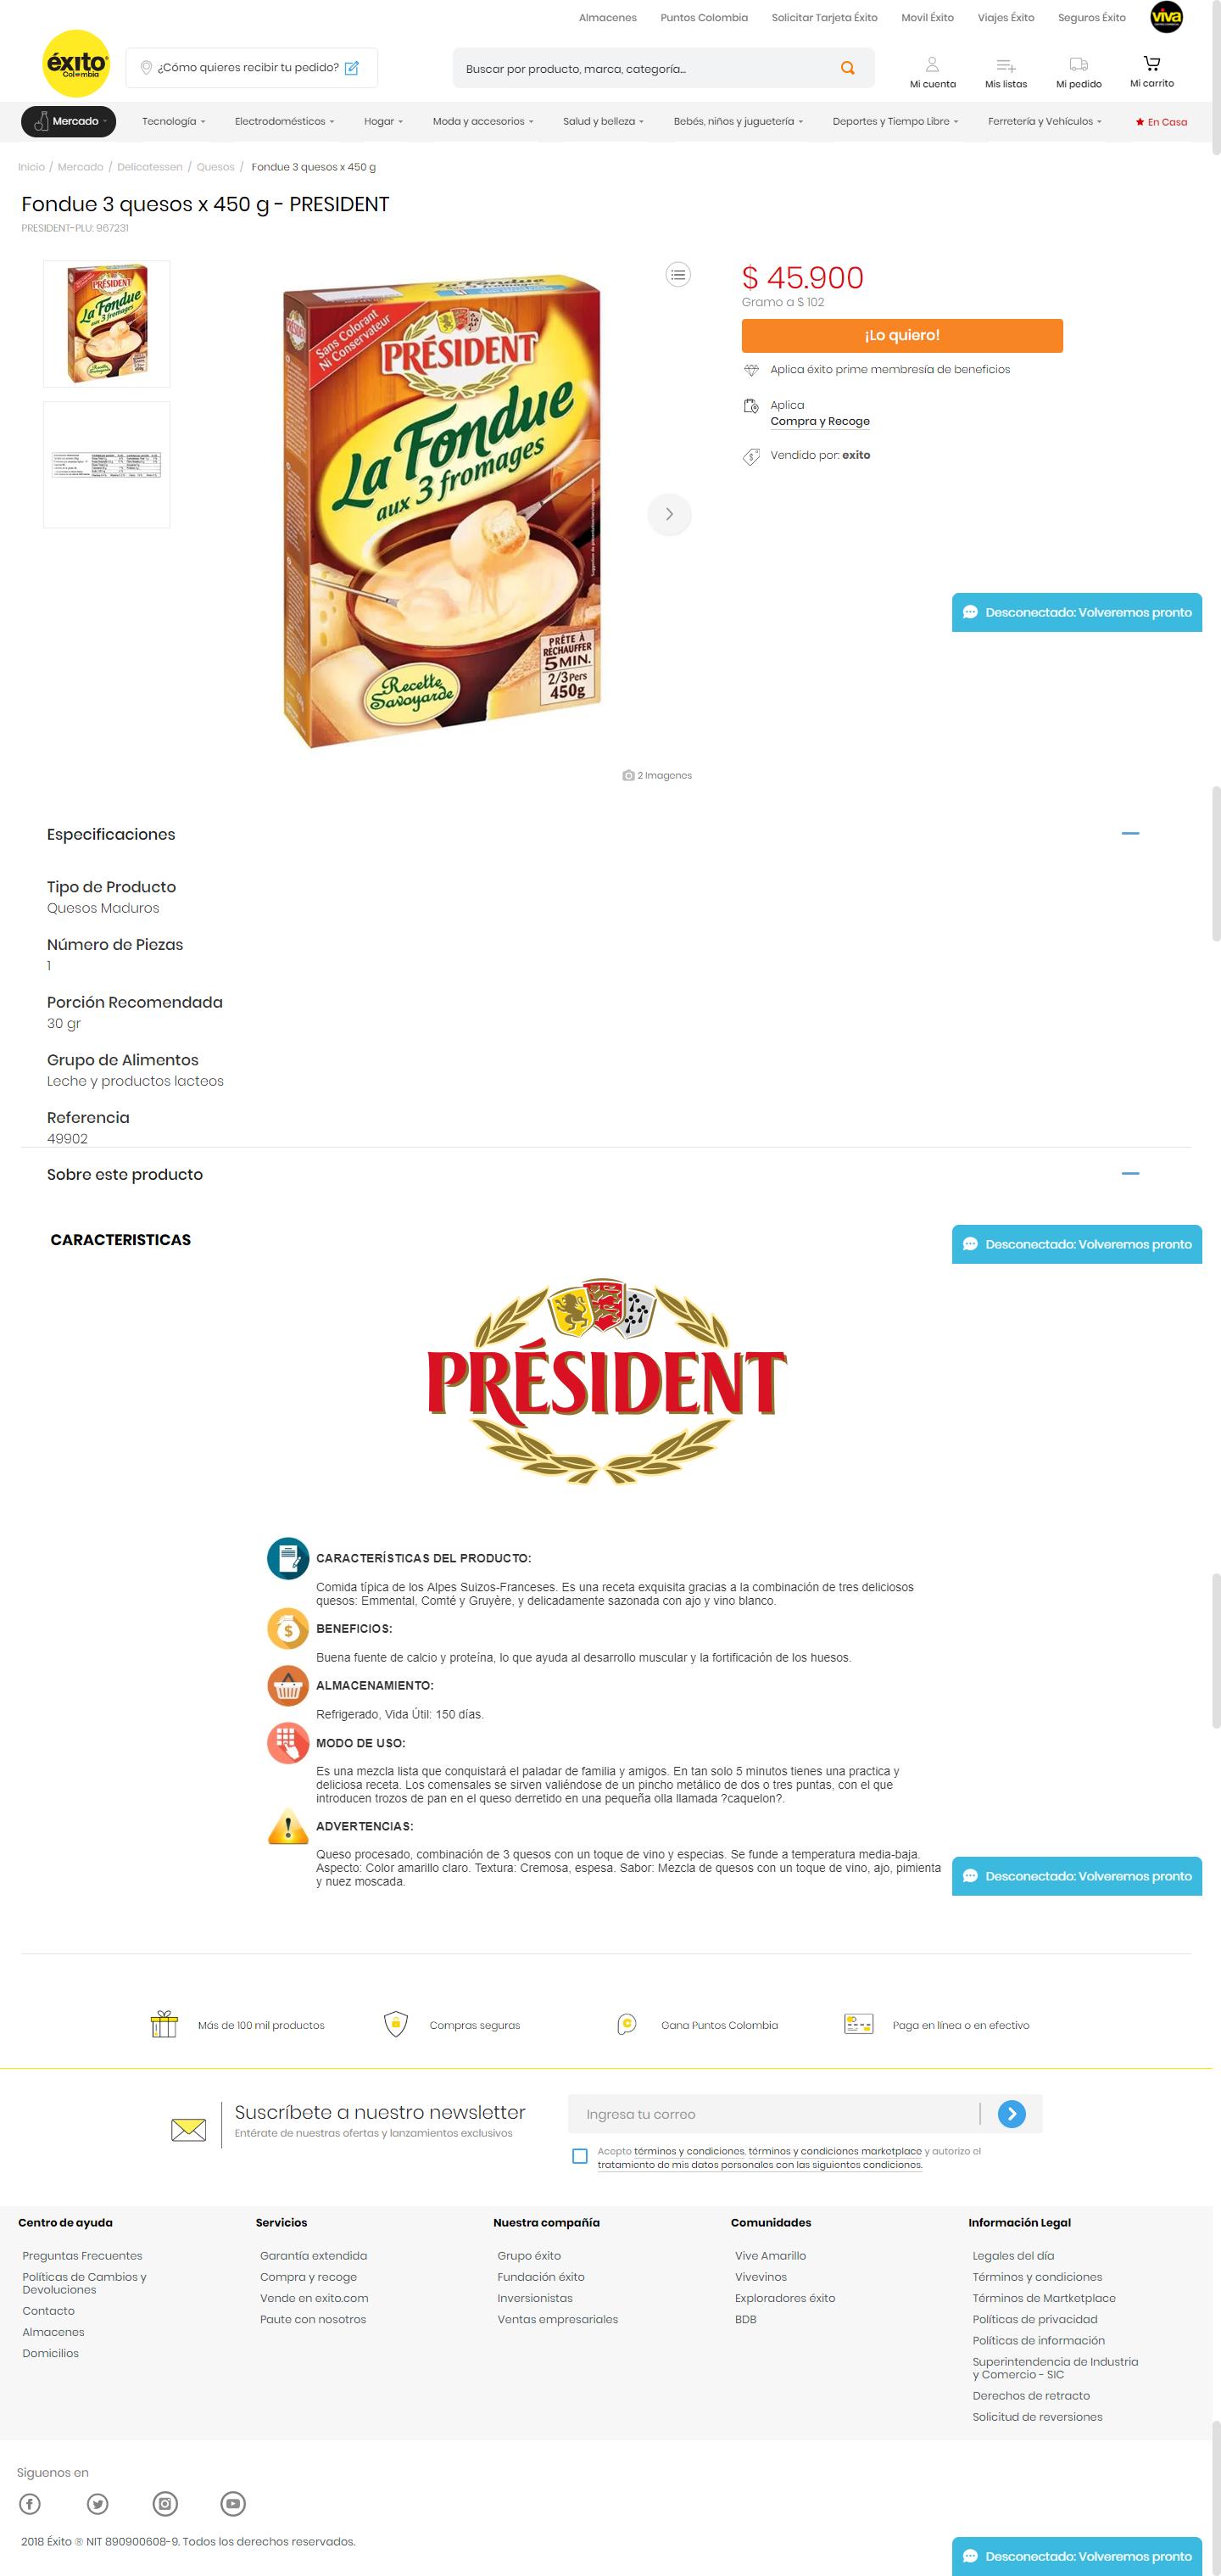 Almacenes Puntos Colombia Solicitar Tarjeta Éxito Movil Éxito Viajes Éxito Seguros Éxito viva
éxito
Colombia
¿Cómo quieres recibir tu pedido?
Buscar por producto, marca, categoría...
Mi cuenta Mis listas Mi pedido Mi carrito
Mercado Tecnología Electrodomésticos Hogar Moda y accesorios Salud y belleza Bebés, niños y juguetería Deportes y Tiempo Libre Ferretería y Vehículos En Casa
Inicio / Mercado / Delicatessen / Quesos / Fondue 3 quesos x 450 g
Fondue 3 quesos x 450 g - PRESIDENT
PRESIDENT-PLU: 967231
PRÉSIDENT
La Fondue
aux 3 fromages
Sans Colorant
Ni Conservateur
PRÉSIDENT
La Fondue
aux 3 fromages
PRÊTE À
RÉCHAUFFER
5 MIN.
2/3 Pers
450g
Recette
Savoyarde
$ 45.900
Gramo a $ 102
¡Lo quiero!
Aplica éxito prime membresía de beneficios
Aplica
Compra y Recoge
Vendido por: exito
Desconectado: Volveremos pronto
2 Imagenes
Especificaciones
Tipo de Producto
Quesos Maduros
Número de Piezas
1
Porción Recomendada
30 gr
Grupo de Alimentos
Leche y productos lacteos
Referencia
49902
Sobre este producto
CARACTERISTICAS
Desconectado: Volveremos pronto
PRÉSIDENT
CARACTERÍSTICAS DEL PRODUCTO:
Comida típica de los Alpes Suizos-Franceses. Es una receta exquisita gracias a la combinación de tres deliciosos
quesos: Emmental, Comté y Gruyère, y delicadamente sazonada con ajo y vino blanco.
BENEFICIOS:
Buena fuente de calcio y proteína, lo que ayuda al desarrollo muscular y la fortificación de los huesos.
ALMACENAMIENTO:
Refrigerado, Vida Útil: 150 días.
MODO DE USO:
Es una mezcla lista que conquistará el paladar de familia y amigos. En tan solo 5 minutos tienes una practica y
deliciosa receta. Los comensales se sirven valiéndose de un pincho metálico de dos o tres puntas, con el que
introducen trozos de pan en el queso derretido en una pequeña olla llamada ?caquelon?.
ADVERTENCIAS:
Queso procesado, combinación de 3 quesos con un toque de vino y especias. Se funde a temperatura media-baja.
Aspecto: Color amarillo claro. Textura: Cremosa, espesa. Sabor: Mezcla de quesos con un toque de vino, ajo, pimienta
y nuez moscada.
Desconectado: Volveremos pronto
Más de 100 mil productos Compras seguras Gana Puntos Colombia Paga en línea o en efectivo
Suscríbete a nuestro newsletter
Entérate de nuestras ofertas y lanzamientos exclusivos
Ingresa tu correo
Acepto términos y condiciones, términos y condiciones marketplace y autorizo el
tratamiento de mis datos personales con las siguientes condiciones.
Centro de ayuda
Preguntas Frecuentes
Políticas de Cambios y
Devoluciones
Contacto
Almacenes
Domicilios
Servicios
Garantía extendida
Compra y recoge
Vende en exito.com
Paute con nosotros
Nuestra compañía
Grupo éxito
Fundación éxito
Inversionistas
Ventas empresariales
Comunidades
Vive Amarillo
Vivevinos
Exploradores éxito
BDB
Información Legal
Legales del día
Términos y condiciones
Términos de Martketplace
Políticas de privacidad
Políticas de información
Superintendencia de Industria
y Comercio - SIC
Derechos de retracto
Solicitud de reversiones
Síguenos en
2018 Éxito ® NIT 890900608-9. Todos los derechos reservados.
Desconectado: Volveremos pronto